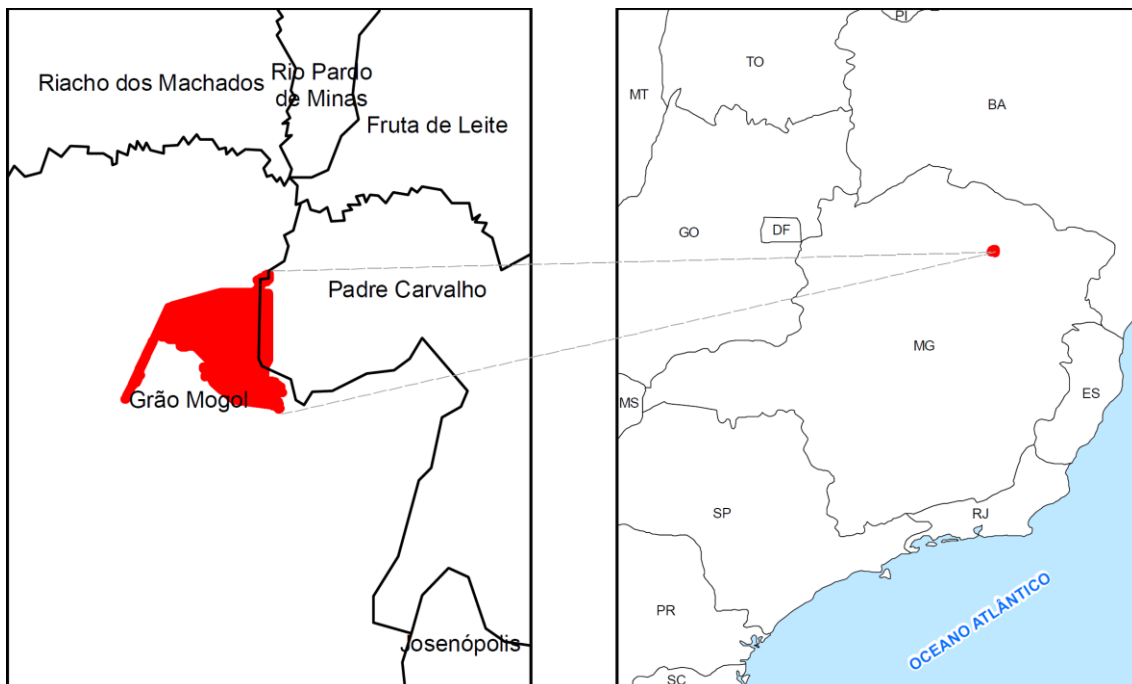 Riacho dos Machados
Rio Pardo
de Minas
Fruta de Leite
Padre Carvalho
Grão Mogol
Josenópolis
PI
TO
MT
BA
GO
DF
MG
MS
ES
SP
RJ
PR
SC
OCEANO ATLÂNTICO